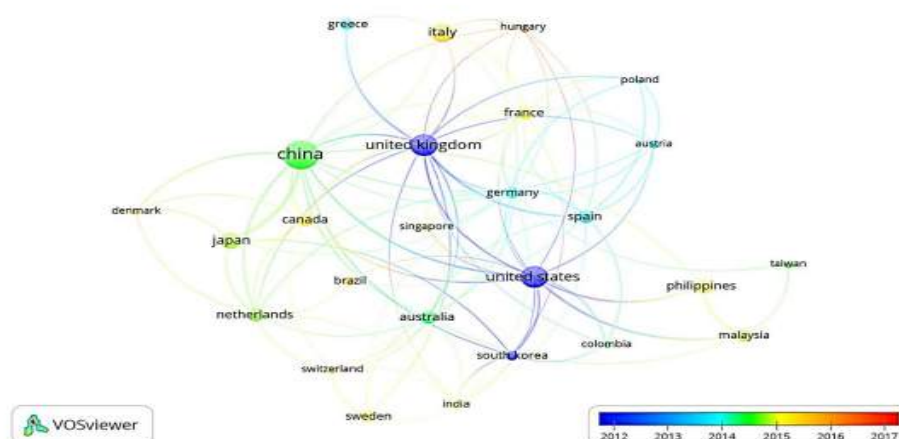 greece
italy
hungary
poland
france
united kingdom
china
austria
germany
denmark
canada
singapore
spain
japan
taiwan
united states
brazil
philippines
netherlands
australia
malaysia
colombia
south korea
switzerland
india
sweden
VOSviewer
2012 2013 2014 2015 2016 2017